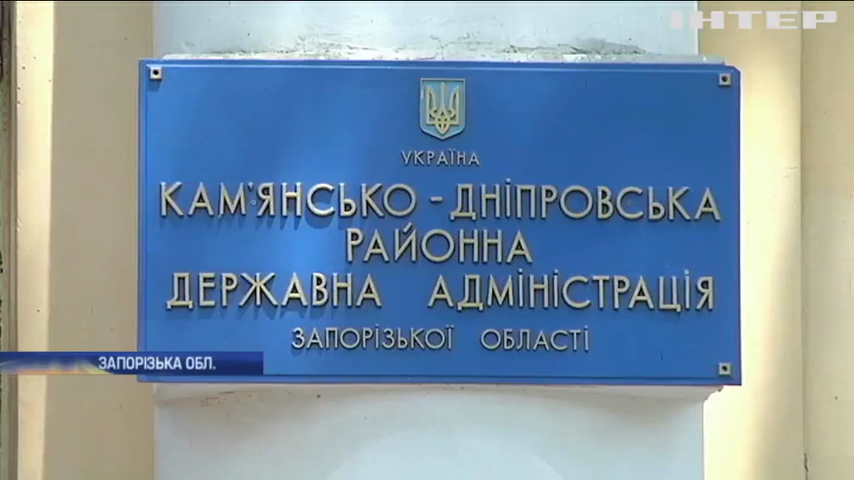 ІНТЕР
УКРАЇНА
КАМ'ЯНСЬКО-ДНІПРОВСЬКА
РАЙОННА
ДЕРЖАВНА АДМІНІСТРАЦІЯ
ЗАПОРІЗЬКОЇ ОБЛАСТІ
ЗАПОРІЗЬКА ОБЛ.